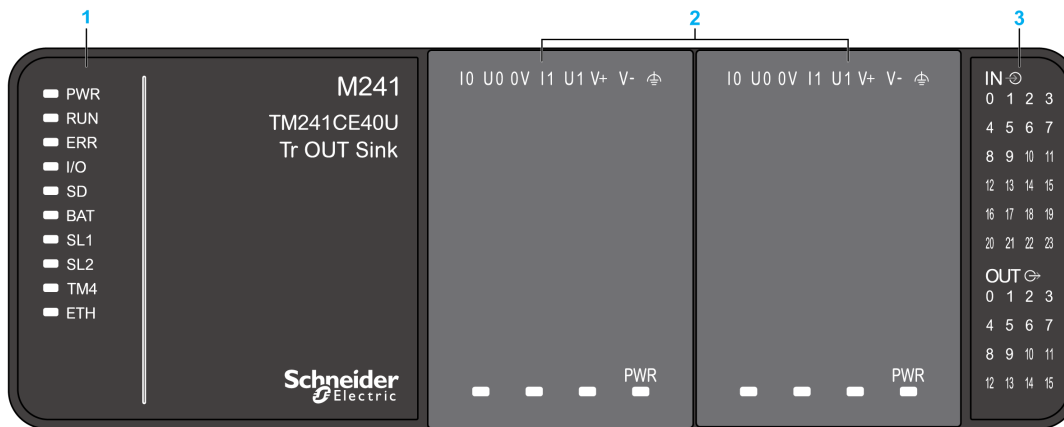 1
2
3
PWR
RUN
ERR
I/O
SD
BAT
SL1
SL2
TM4
ETH
M241
TM241CE40U
Tr OUT Sink
Schneider
Electric
I0 U0 0V I1 U1 V+ V-
PWR
I0 U0 0V I1 U1 V+ V-
PWR
IN
0 1 2 3
4 5 6 7
8 9 10 11
12 13 14 15
16 17 18 19
20 21 22 23
OUT
0 1 2 3
4 5 6 7
8 9 10 11
12 13 14 15